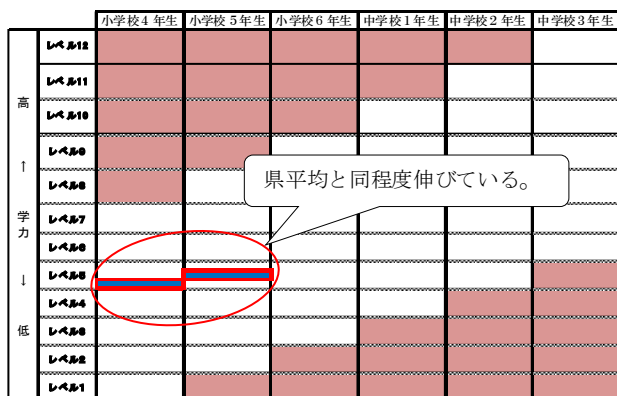 小学校4年生 小学校5年生 小学校6年生 中学校1年生 中学校2年生 中学校3年生
レベル12
レベル11
高
レベル10
レベル9
↑
レベル8
県平均と同程度伸びている。
学力
レベル7
レベル6
↓
レベル5
レベル4
低
レベル3
レベル2
レベル1